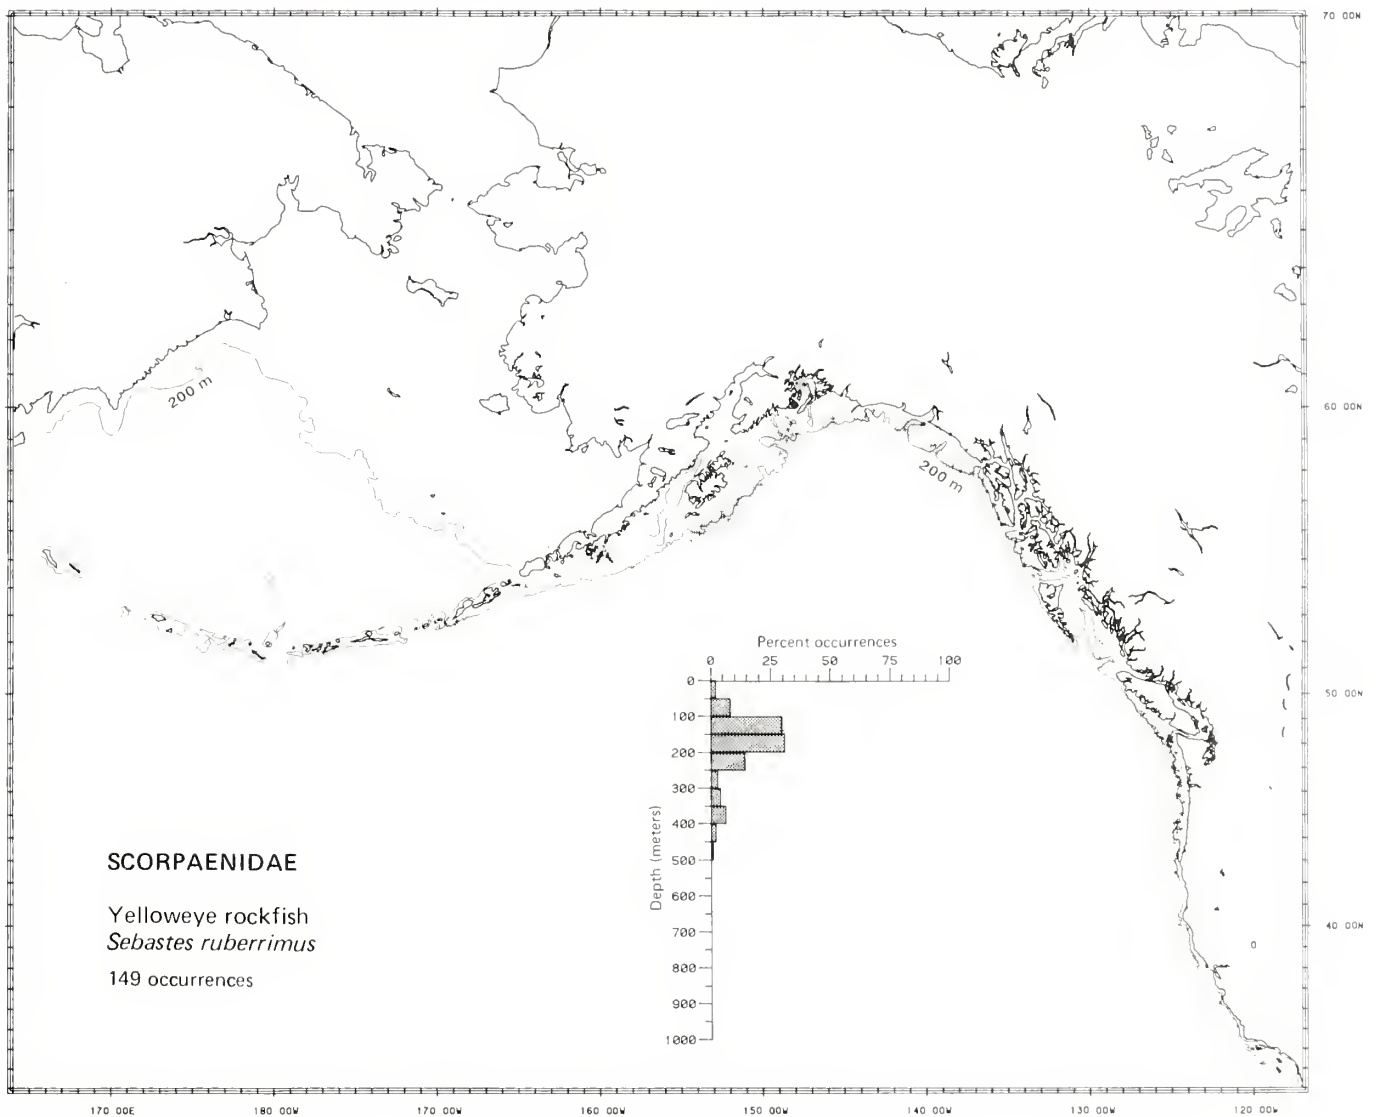 70 00N
200 m
60 00N
200 m
Percent occurrences
0 25 50 75 100
0
50 00N
100
200
300
400
500
600
700
800
900
1000
Depth (meters)
SCORPAENIDAE
Yelloweye rockfish
Sebastes ruberrimus
149 occurrences
40 00N
170 00E 180 00W 170 00W 160 00W 150 00W 140 00W 130 00W 120 00W